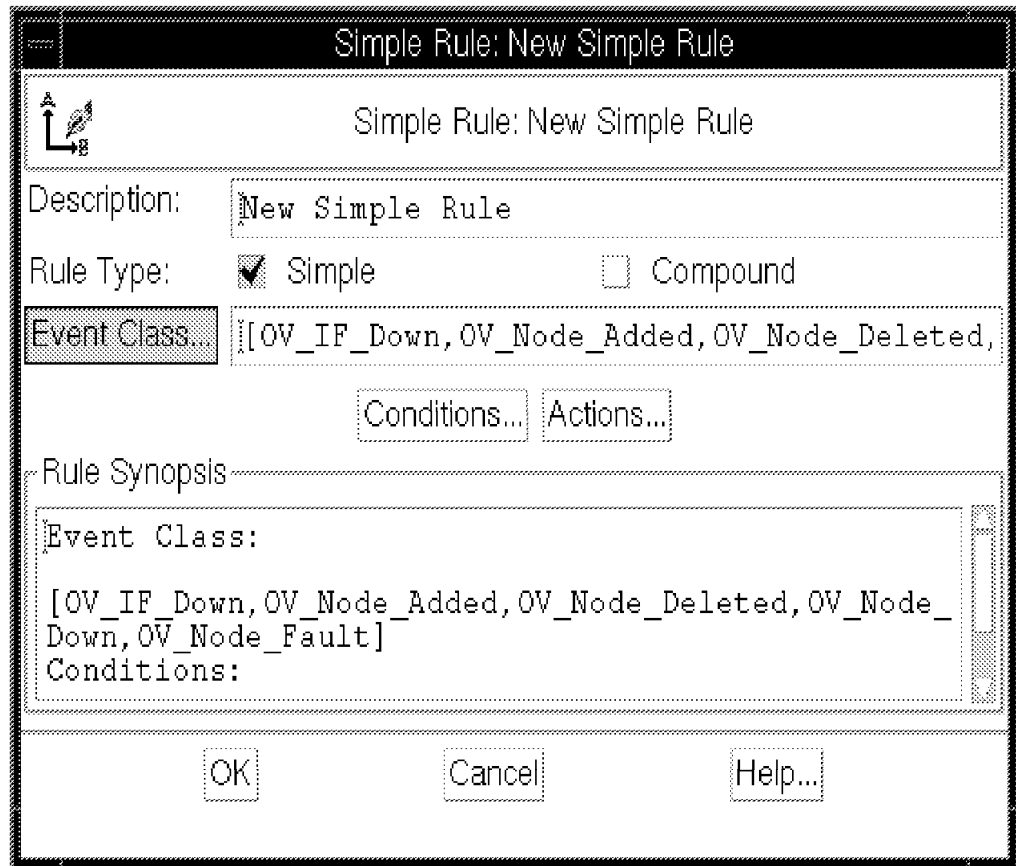 Simple Rule: New Simple Rule
A
B
Simple Rule: New Simple Rule
Description: New Simple Rule
Rule Type: Simple Compound
Event Class... [OV_IF_Down,OV_Node_Added,OV_Node_Deleted,
Conditions... Actions...
Rule Synopsis
Event Class:
[OV_IF_Down,OV_Node_Added,OV_Node_Deleted,OV_Node_
Down,OV_Node_Fault]
Conditions:
OK Cancel Help...